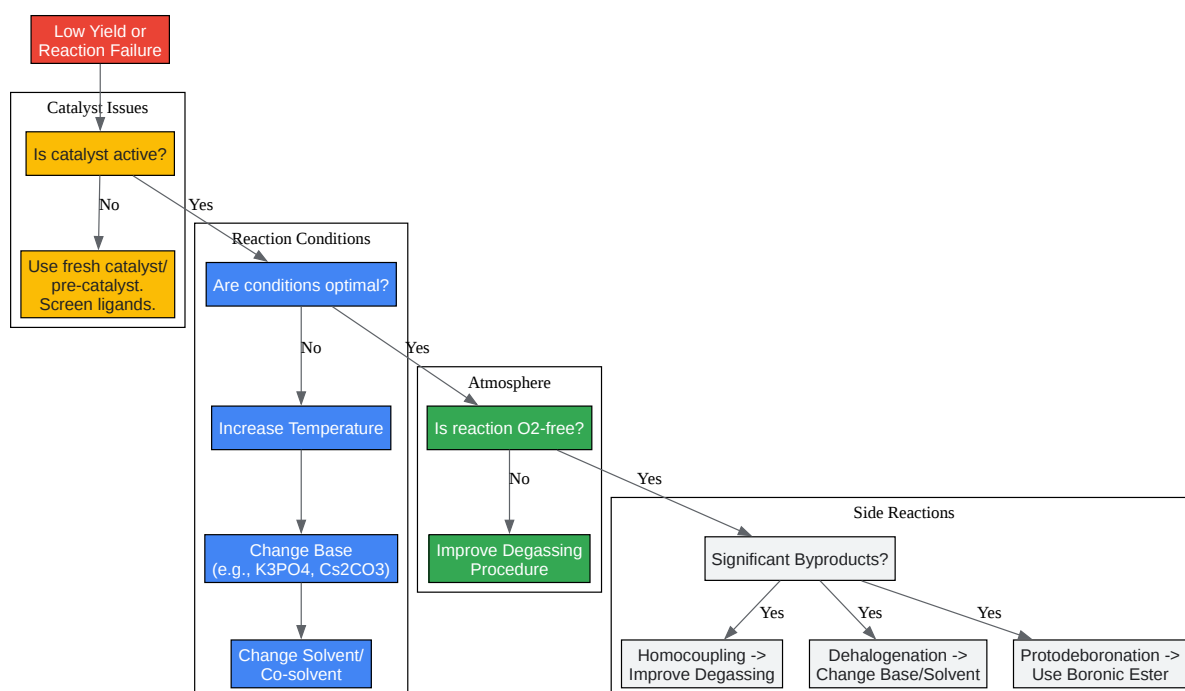 Low Yield or
Reaction Failure
Catalyst Issues
Is catalyst active?
No
Yes
Use fresh catalyst/
pre-catalyst.
Screen ligands.
Reaction Conditions
Are conditions optimal?
No
Yes
Increase Temperature
Change Base
(e.g., K3PO4, Cs2CO3)
Change Solvent/
Co-solvent
Atmosphere
Is reaction O2-free?
No
Yes
Improve Degassing
Procedure
Side Reactions
Significant Byproducts?
Yes
Yes
Yes
Homocoupling ->
Improve Degassing
Dehalogenation ->
Change Base/Solvent
Protodeboronation ->
Use Boronic Ester